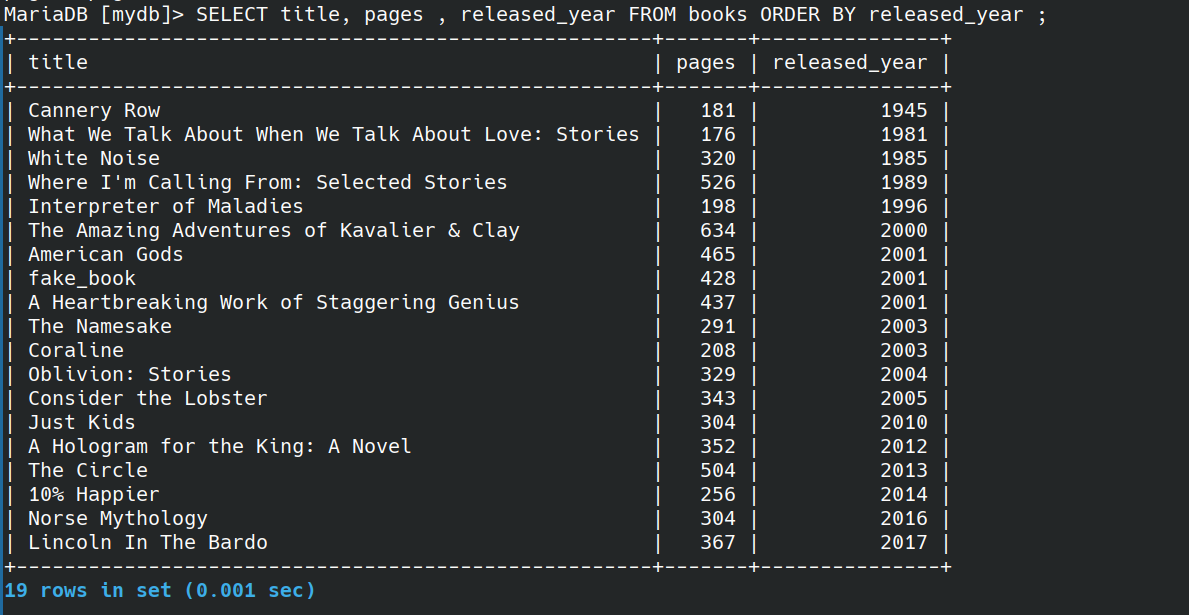 MariaDB [mydb]> SELECT title, pages , released_year FROM books ORDER BY released_year ;
+-----------------------------------------------------+-------+---------------+
| title                                               | pages | released_year |
+-----------------------------------------------------+-------+---------------+
| Cannery Row                                         |   181 |          1945 |
| What We Talk About When We Talk About Love: Stories |   176 |          1981 |
| White Noise                                         |   320 |          1985 |
| Where I'm Calling From: Selected Stories            |   526 |          1989 |
| Interpreter of Maladies                             |   198 |          1996 |
| The Amazing Adventures of Kavalier & Clay           |   634 |          2000 |
| American Gods                                       |   465 |          2001 |
| fake_book                                           |   428 |          2001 |
| A Heartbreaking Work of Staggering Genius           |   437 |          2001 |
| The Namesake                                        |   291 |          2003 |
| Coraline                                            |   208 |          2003 |
| Oblivion: Stories                                   |   329 |          2004 |
| Consider the Lobster                                |   343 |          2005 |
| Just Kids                                           |   304 |          2010 |
| A Hologram for the King: A Novel                    |   352 |          2012 |
| The Circle                                          |   504 |          2013 |
| 10% Happier                                         |   256 |          2014 |
| Norse Mythology                                     |   304 |          2016 |
| Lincoln In The Bardo                                |   367 |          2017 |
+-----------------------------------------------------+-------+---------------+
19 rows in set (0.001 sec)